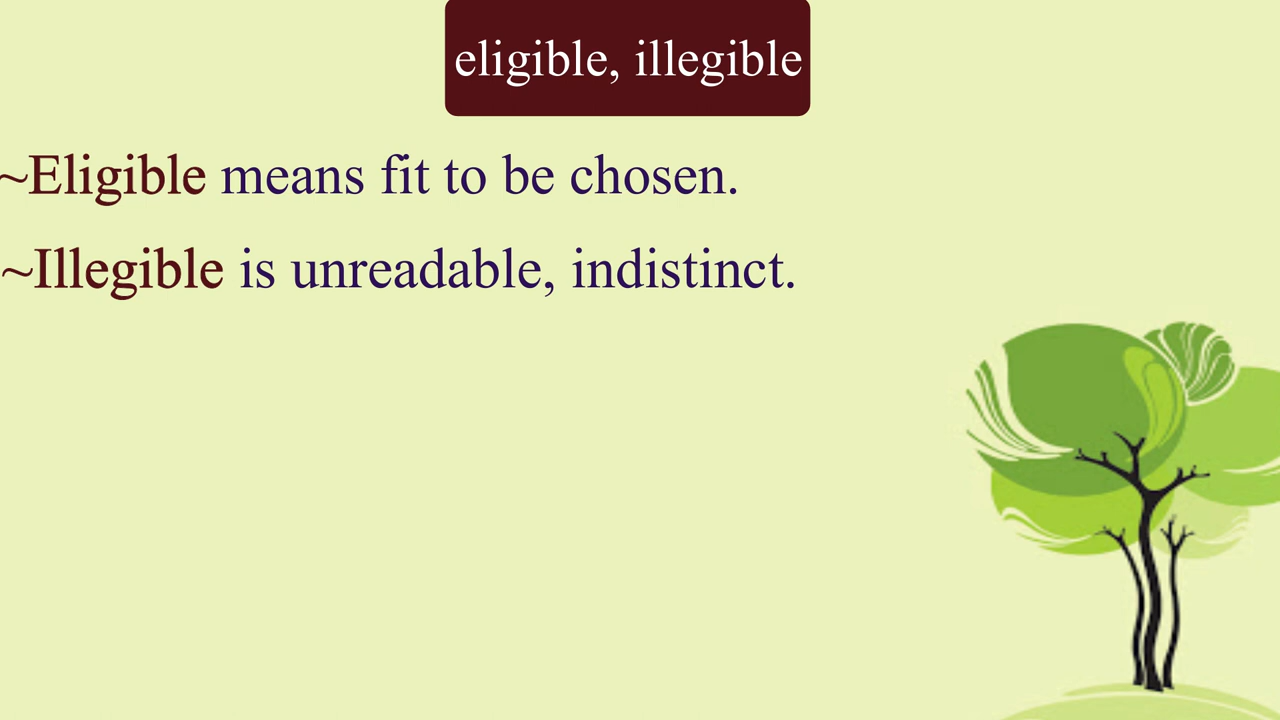 eligible, illegible
~Eligible means fit to be chosen.
~Illegible is unreadable, indistinct.